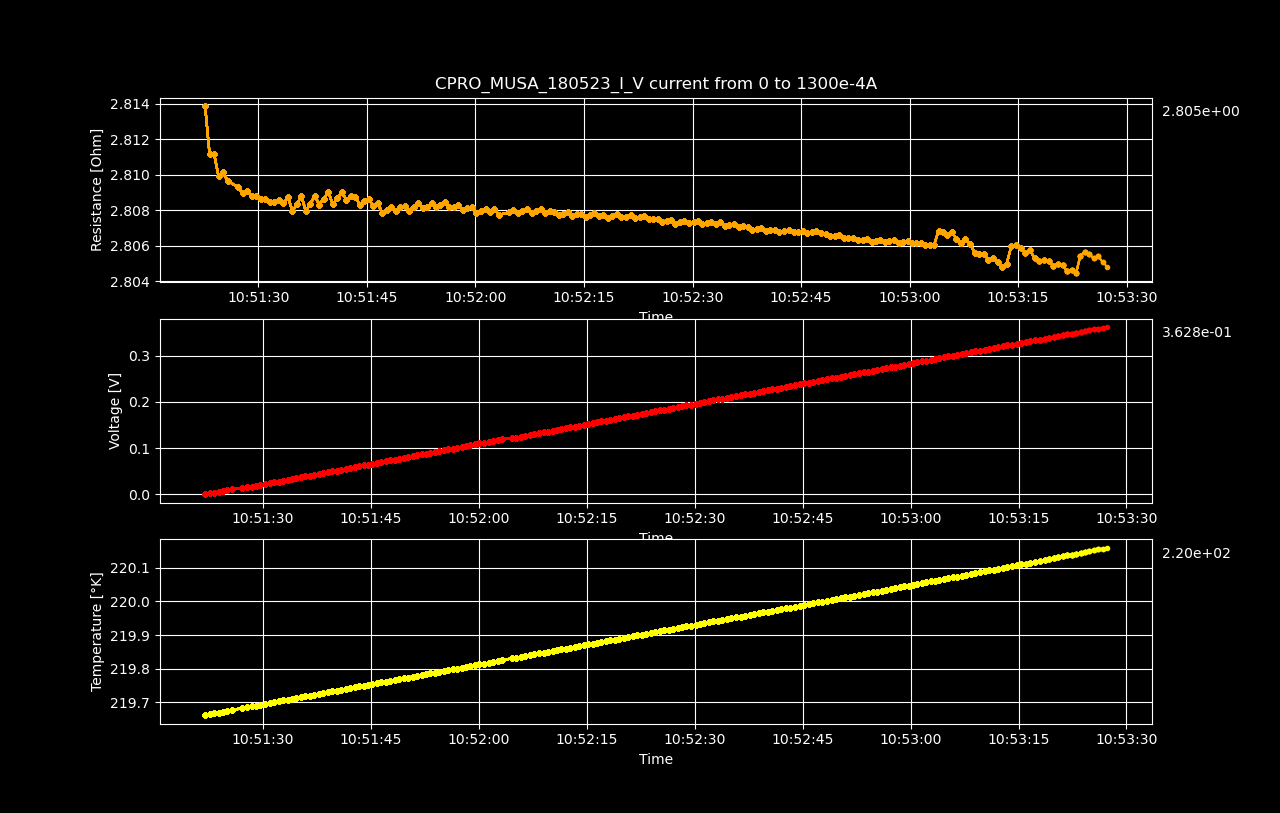 CPRO_MUSA_180523_I_V current from 0 to 1300e-4A
2.814
2.812
2.810
2.808
2.806
2.804
Resistance [Ohm]
2.805e+00
10:51:30 10:51:45 10:52:00 10:52:15 10:52:30 10:52:45 10:53:00 10:53:15 10:53:30
Time
0.3
0.2
0.1
0.0
Voltage [V]
3.628e-01
10:51:30 10:51:45 10:52:00 10:52:15 10:52:30 10:52:45 10:53:00 10:53:15 10:53:30
Time
220.1
220.0
219.9
219.8
219.7
Temperature [°K]
2.20e+02
10:51:30 10:51:45 10:52:00 10:52:15 10:52:30 10:52:45 10:53:00 10:53:15 10:53:30
Time